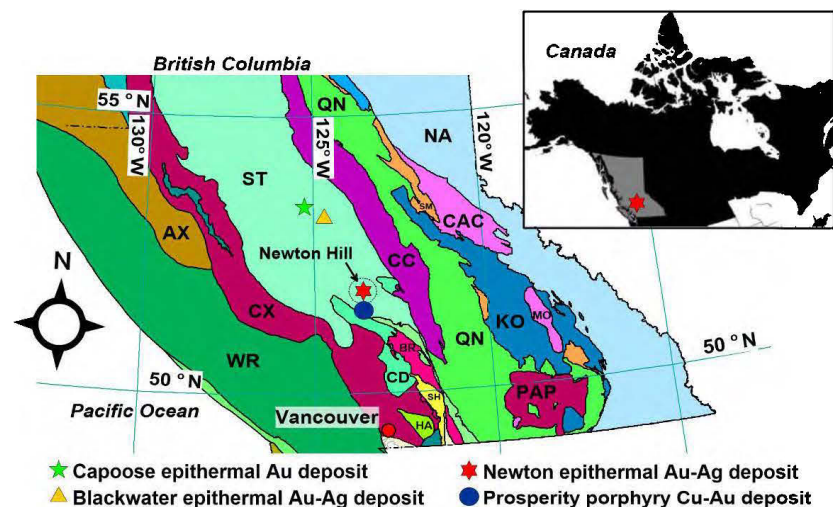 British Columbia
Canada
55 ° N
130° W
125° W
120° W
QN
NA
ST
SM
CAC
AX
Newton Hill
CC
N
CX
KO
MO
QN
WR
BR
50 ° N
CD
PAP
50 ° N
SH
Pacific Ocean
Vancouver
HA
Capoose epithermal Au deposit
Newton epithermal Au-Ag deposit
Blackwater epithermal Au-Ag deposit
Prosperity porphyry Cu-Au deposit